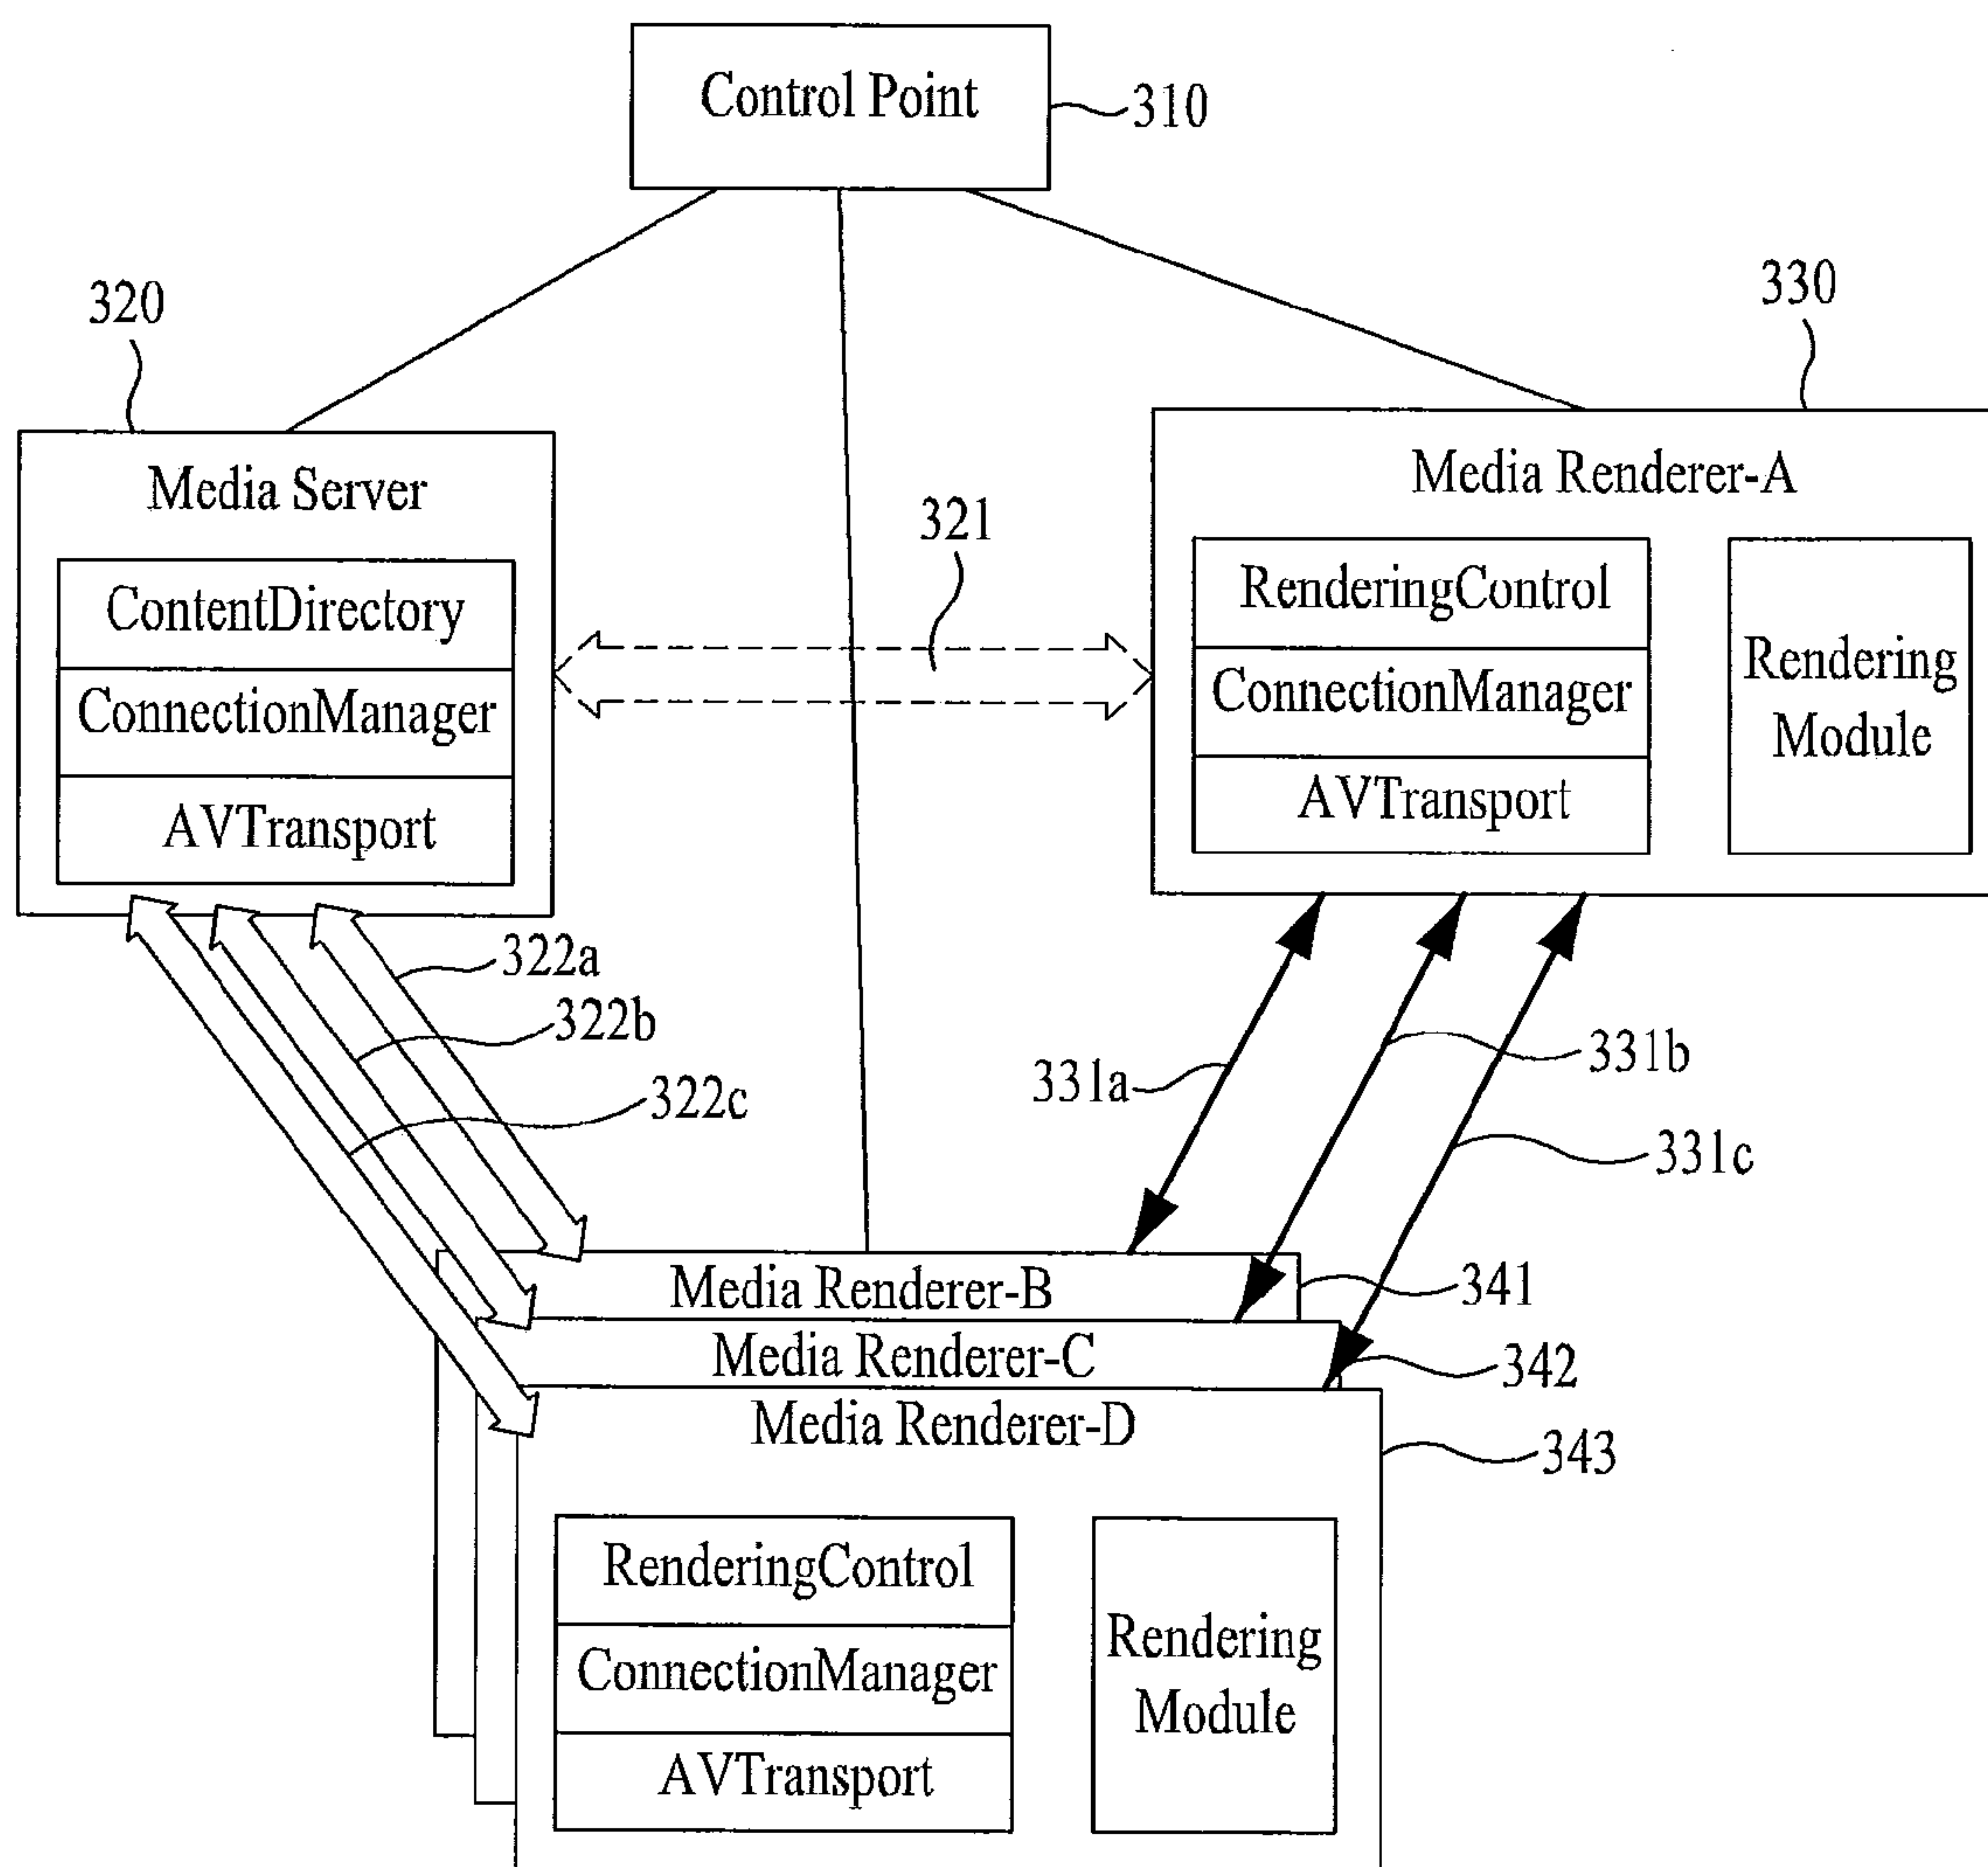 Control Point
310
320
330
Media Server
Media Renderer-A
321
ContentDirectory
ConnectionManager
AVTransport
RenderingControl
ConnectionManager
AVTransport
Rendering
Module
322a
322b
322c
331a
331b
331c
Media Renderer-B
341
Media Renderer-C
342
Media Renderer-D
343
RenderingControl
ConnectionManager
AVTransport
Rendering
Module